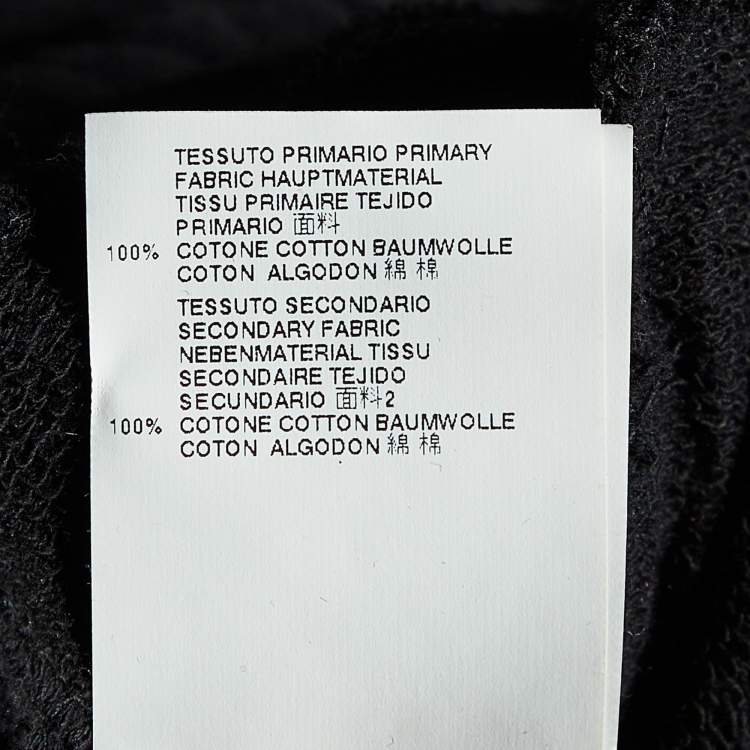 TESSUTO PRIMARIO PRIMARY
FABRIC HAUPTMATERIAL
TISSU PRIMAIRE TEJIDO
PRIMARIO 面料
100% COTONE COTTON BAUMWOLLE
COTON ALGODON 綿 棉
TESSUTO SECONDARIO
SECONDARY FABRIC
NEBENMATERIAL TISSU
SECONDAIRE TEJIDO
SECUNDARIO 面料2
100% COTONE COTTON BAUMWOLLE
COTON ALGODON 綿 棉